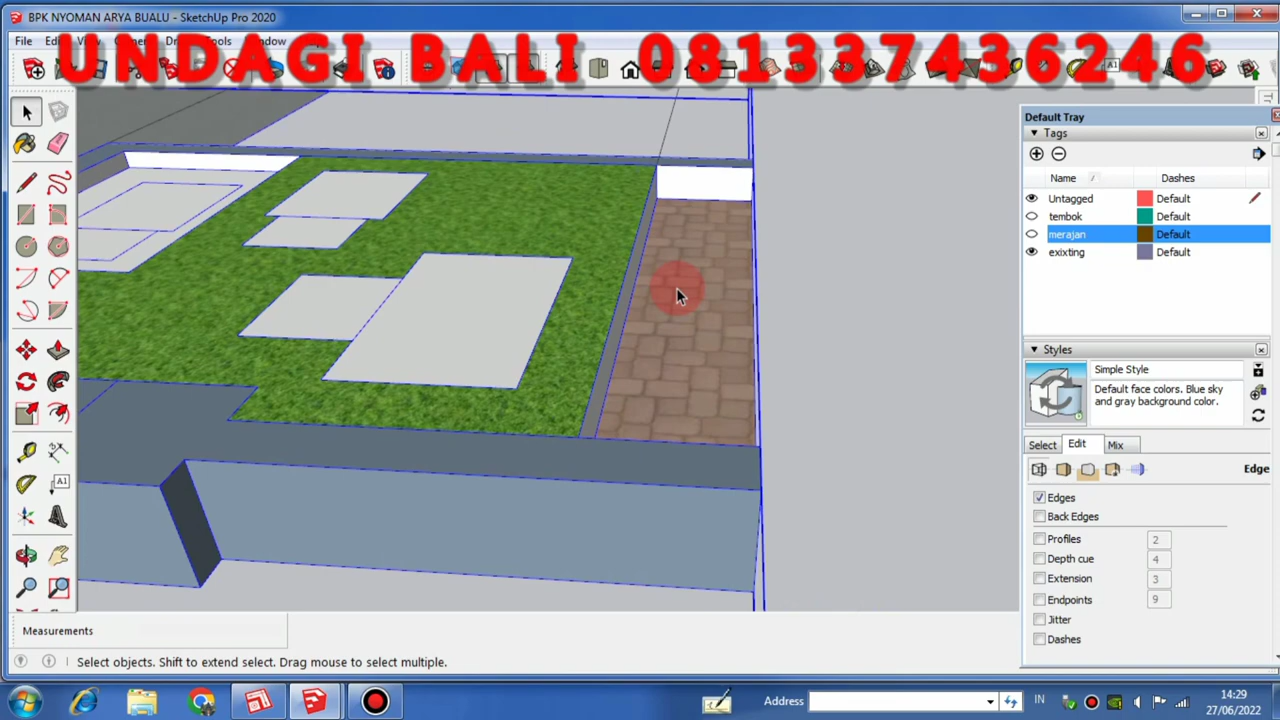 BPK NYOMAN ARYA BUALU - SketchUp Pro 2020
UNDAGI BALI 081337436246
File
A1
Default Tray
Tags
Name
Dashes
Untagged
Default
tembok
Default
merajan
Default
exixting
Default
Styles
Simple Style
Default face colors. Blue sky
and gray background color.
Select
Edit
Mix
Edge
Edges
Back Edges
Profiles
2
Depth cue
4
Extension
3
Endpoints
9
Jitter
Dashes
A1
Measurements
Select objects. Shift to extend select. Drag mouse to select multiple.
Address
IN
14:29
27/06/2022